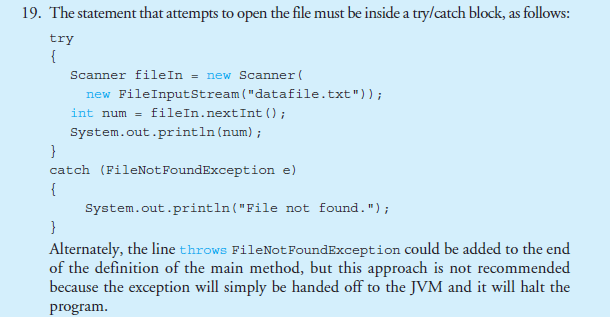 19. The statement that attempts to open the file must be inside a try/catch block, as follows:
try
{
Scanner fileIn = new Scanner(
new FileInputStream("datafile.txt"));
int num = fileIn.nextInt();
System.out.println(num);
}
catch (FileNotFoundException e)
{
System.out.println("File not found.");
}
Alternately, the line throws FileNotFoundException could be added to the end
of the definition of the main method, but this approach is not recommended
because the exception will simply be handed off to the JVM and it will halt the
program.